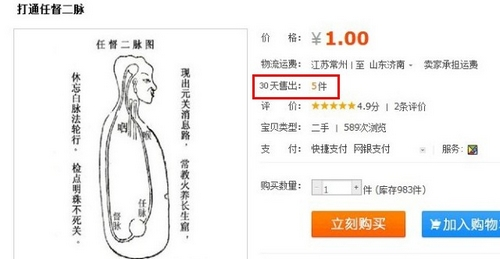 打通任督二脉
任督二脉图
现出元关消息路,
常教火养长生窟,
休忘白脉法轮行。
检点明珠不死关。
咽
喉
督脉
任脉
价 格: ¥1.00
物流运费: 江苏常州 | 至 山东济南 - 卖家承担运费
30天售出: 5件
评 价: 4.9分 | 2条评价
宝贝类型: 二手 | 589次浏览
支 付: 快捷支付 网银支付 服务:
购买数量: 1 件 (库存983件)
立刻购买
加入购物